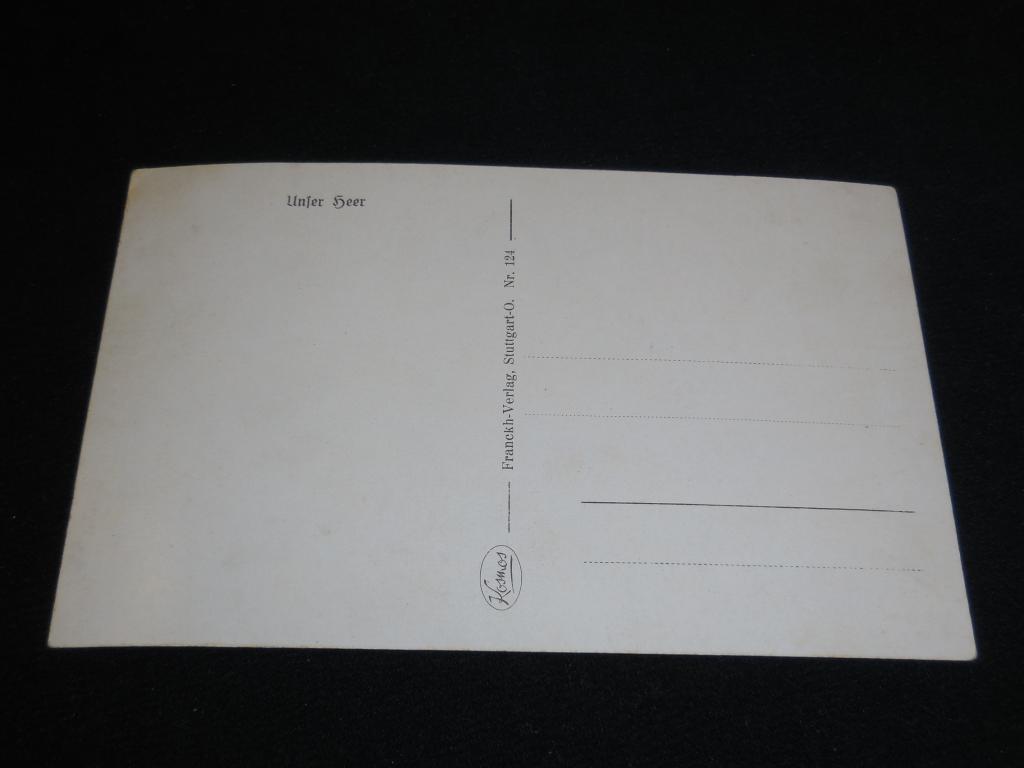 Unſer Heer
Franckh-Verlag, Stuttgart-O. Nr. 124
Kosmos